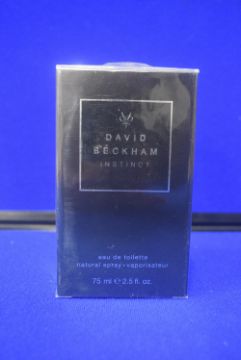 DAVID
BECKHAM
INSTINCT
eau de toilette
natural spray - vaporisateur
75 ml ℮ 2.5 fl. oz.